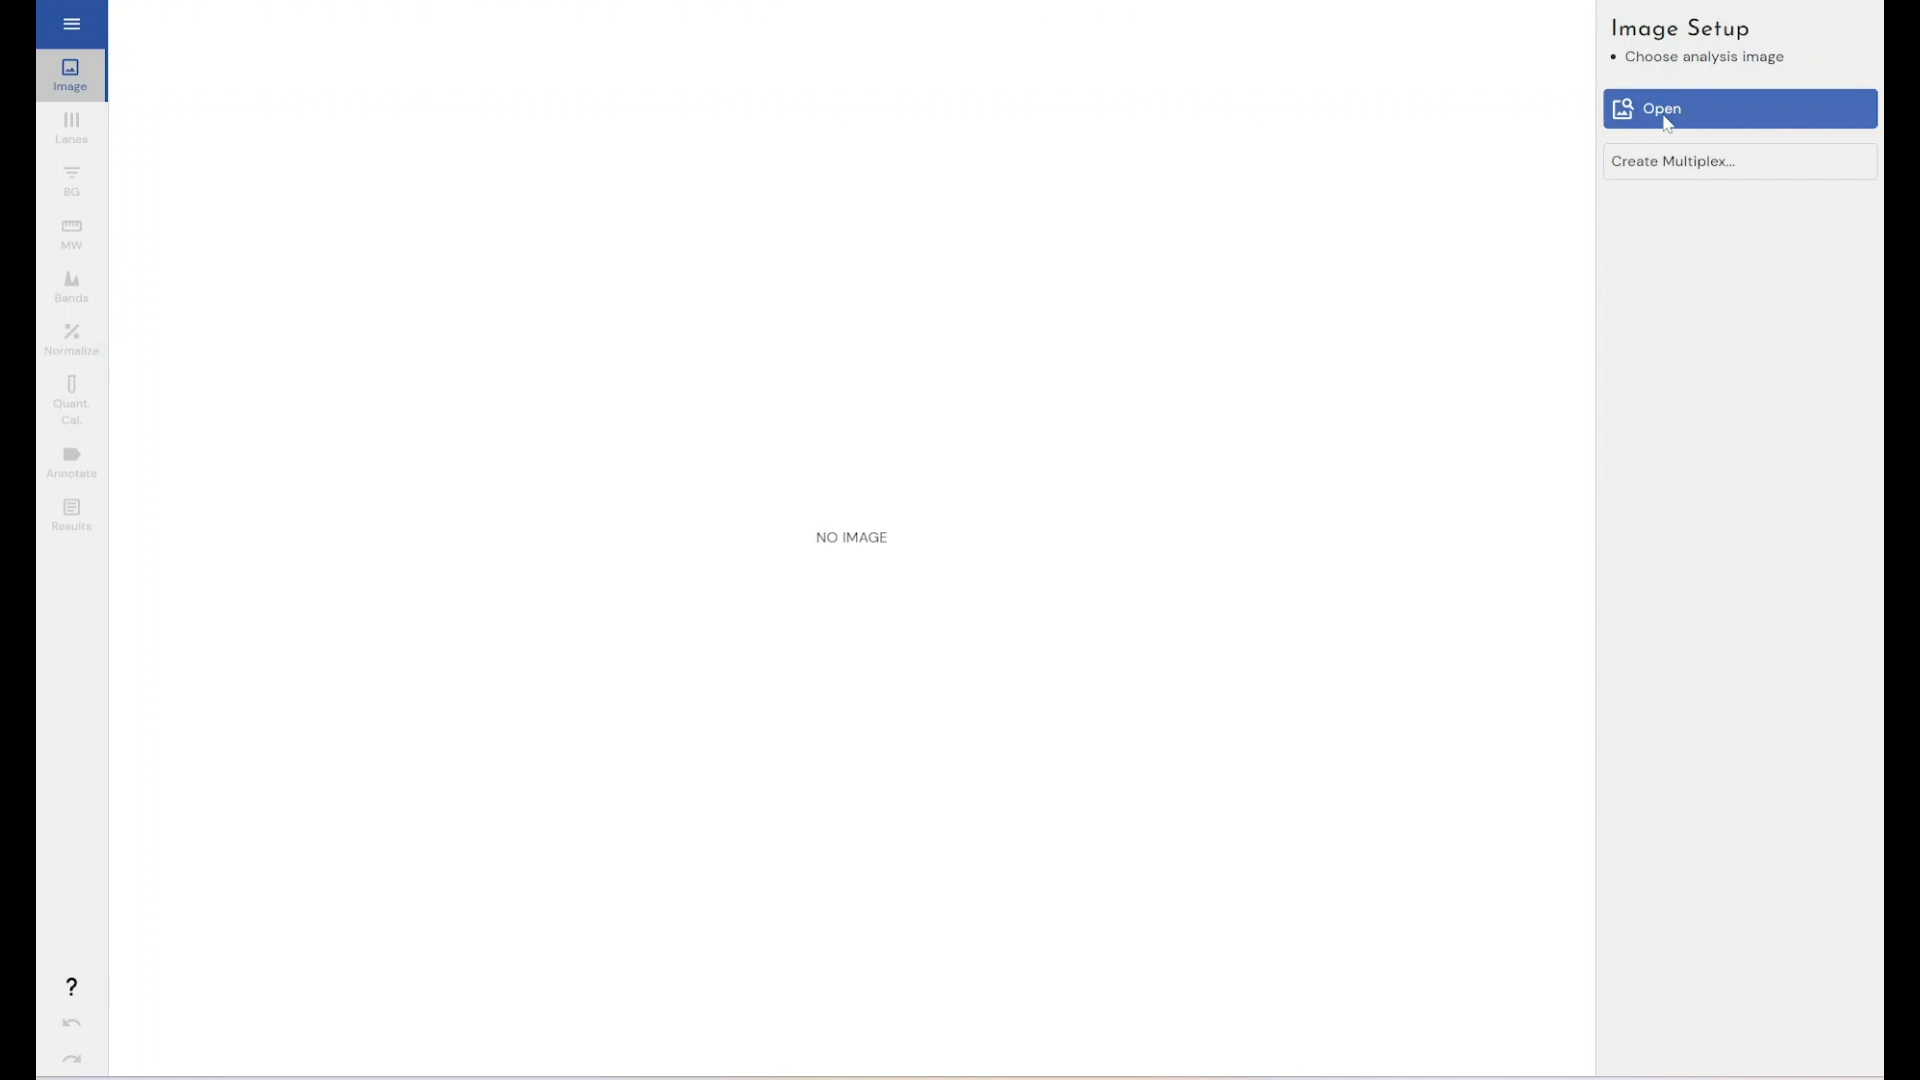 Image
Lanes
BG
MW
Bands
Normalize
Quant.
Cal.
Annotate
Results
?
NO IMAGE
Image Setup
• Choose analysis image
Open
Create Multiplex...